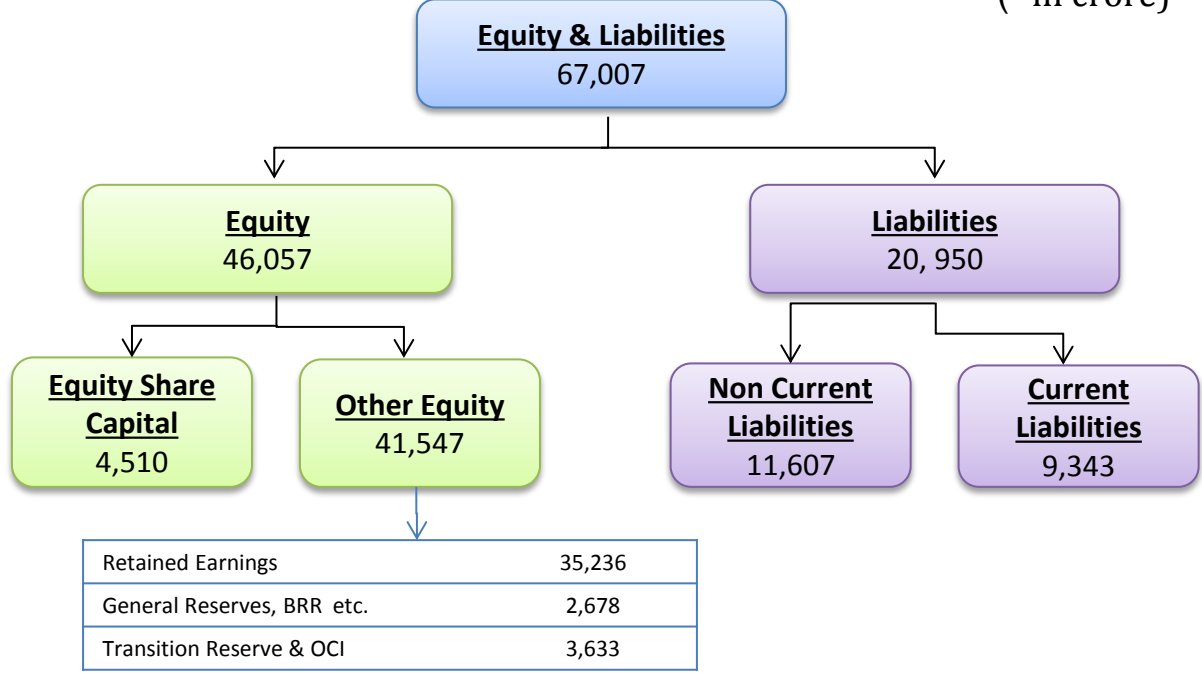 in crore)
Equity & Liabilities
67,007
Equity
46,057
Liabilities
20, 950
Equity Share
Capital
4,510
Other Equity
41,547
Non Current
Liabilities
11,607
Current
Liabilities
9,343
Retained Earnings 35,236
General Reserves, BRR etc. 2,678
Transition Reserve & OCI 3,633